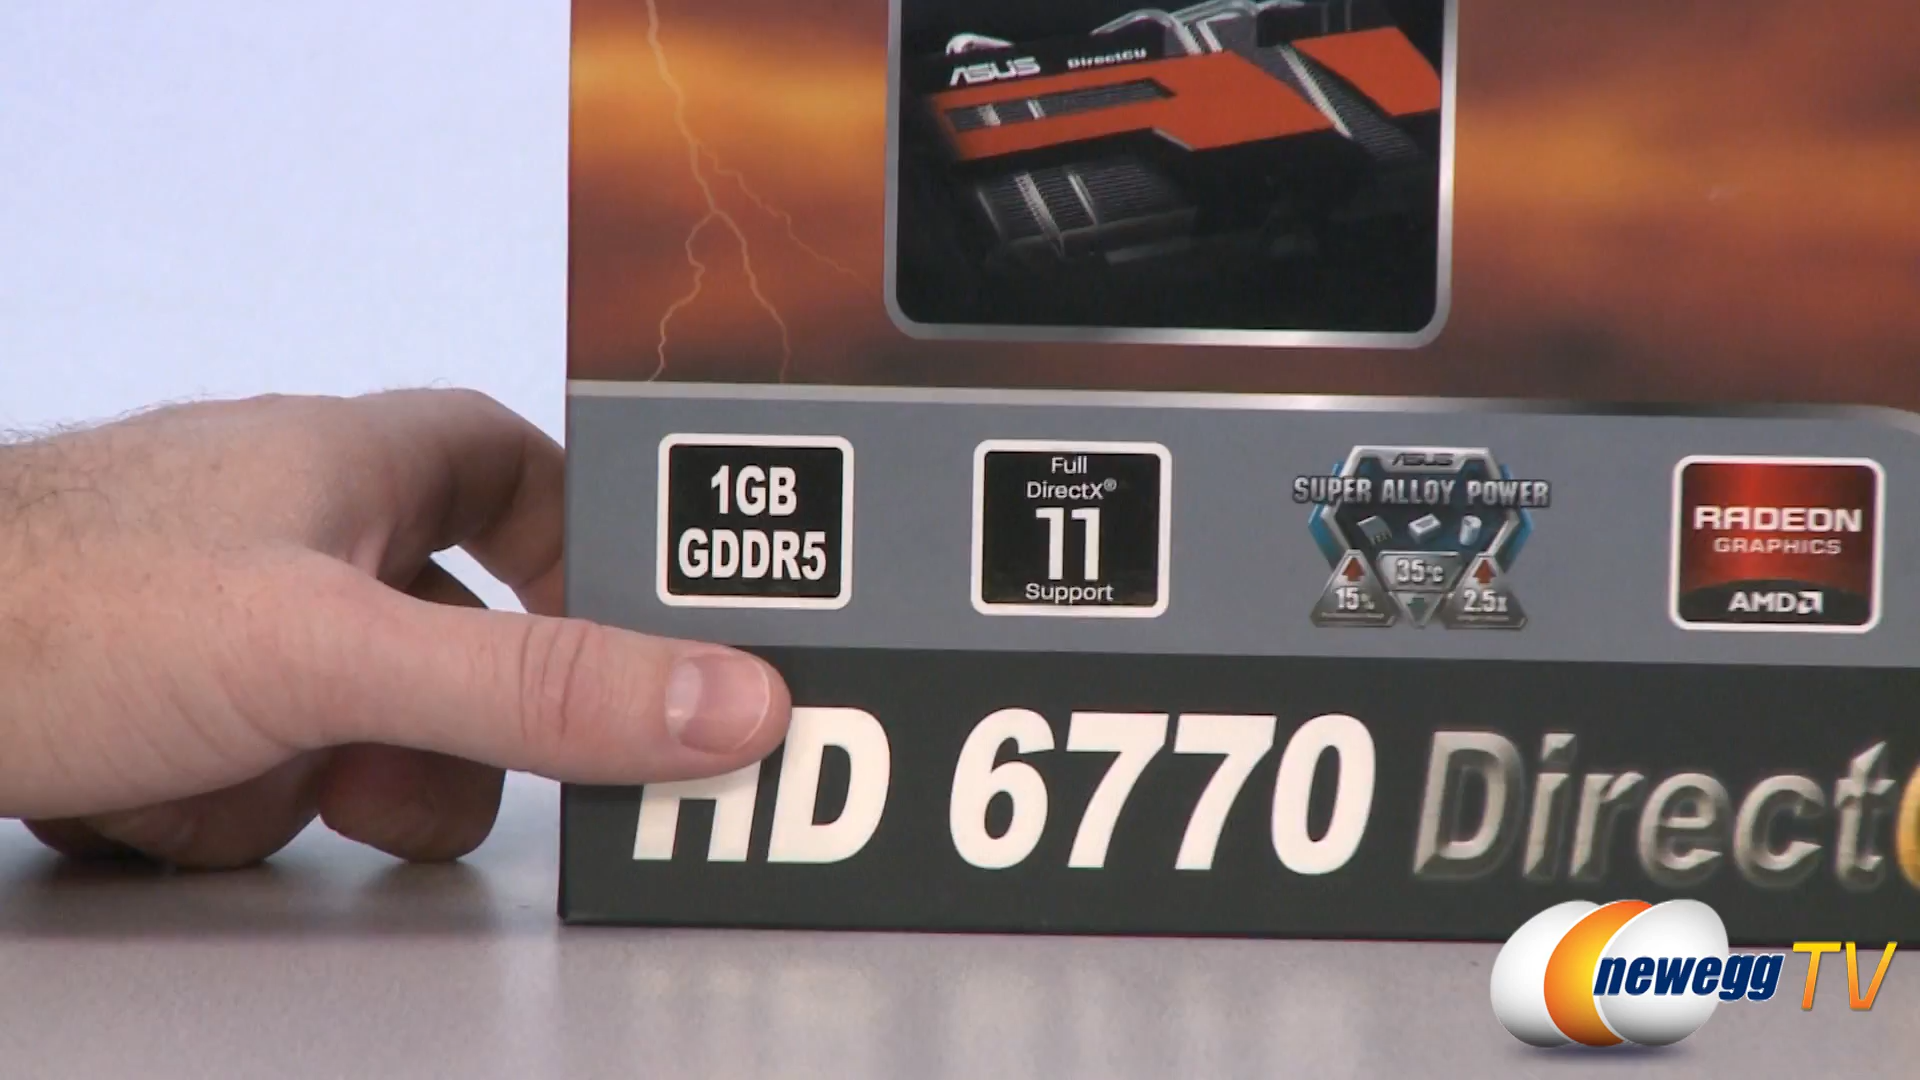 ASUS DirectCU
1GB
GDDR5
Full
DirectX®
11
Support
ASUS
SUPER ALLOY POWER
35°C
15%
2.5x
RADEON
GRAPHICS
AMD
HD 6770 Direct
newegg TV